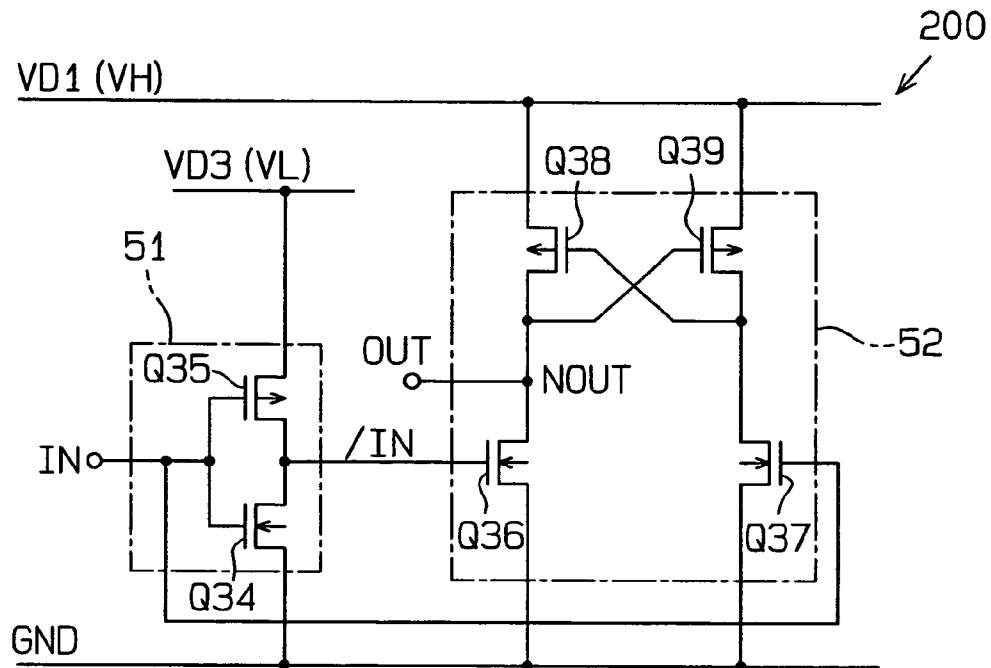 200
VD1 (VH)
VD3 (VL)
Q38
Q39
51
Q35
OUT
NOUT
52
IN
/IN
Q36
Q37
Q34
GND